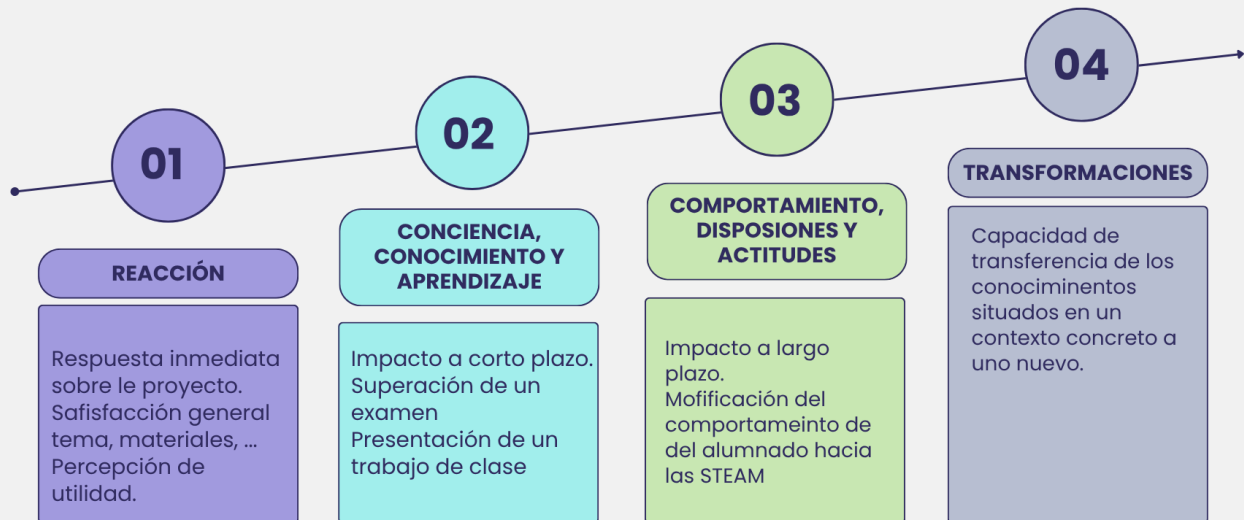 01
REACCIÓN
Respuesta inmediata
sobre le proyecto.
Safisfacción general
tema, materiales, ...
Percepción de
utilidad.
02
CONCIENCIA,
CONOCIMIENTO Y
APRENDIZAJE
Impacto a corto plazo.
Superación de un
examen
Presentación de un
trabajo de clase
03
COMPORTAMIENTO,
DISPOSIONES Y
ACTITUDES
Impacto a largo
plazo.
Mofificación del
comportameinto de
del alumnado hacia
las STEAM
04
TRANSFORMACIONES
Capacidad de
transferencia de los
conociminentos
situados en un
contexto concreto a
uno nuevo.